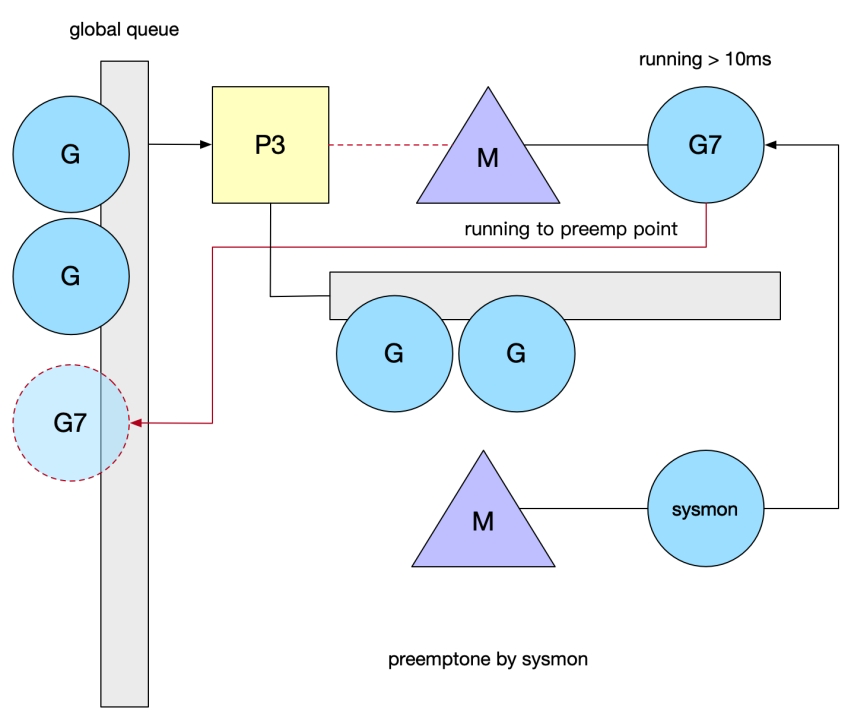 global queue
running > 10ms
G
P3
M
G7
running to preemp point
G
G
G
G7
M
sysmon
preemptone by sysmon